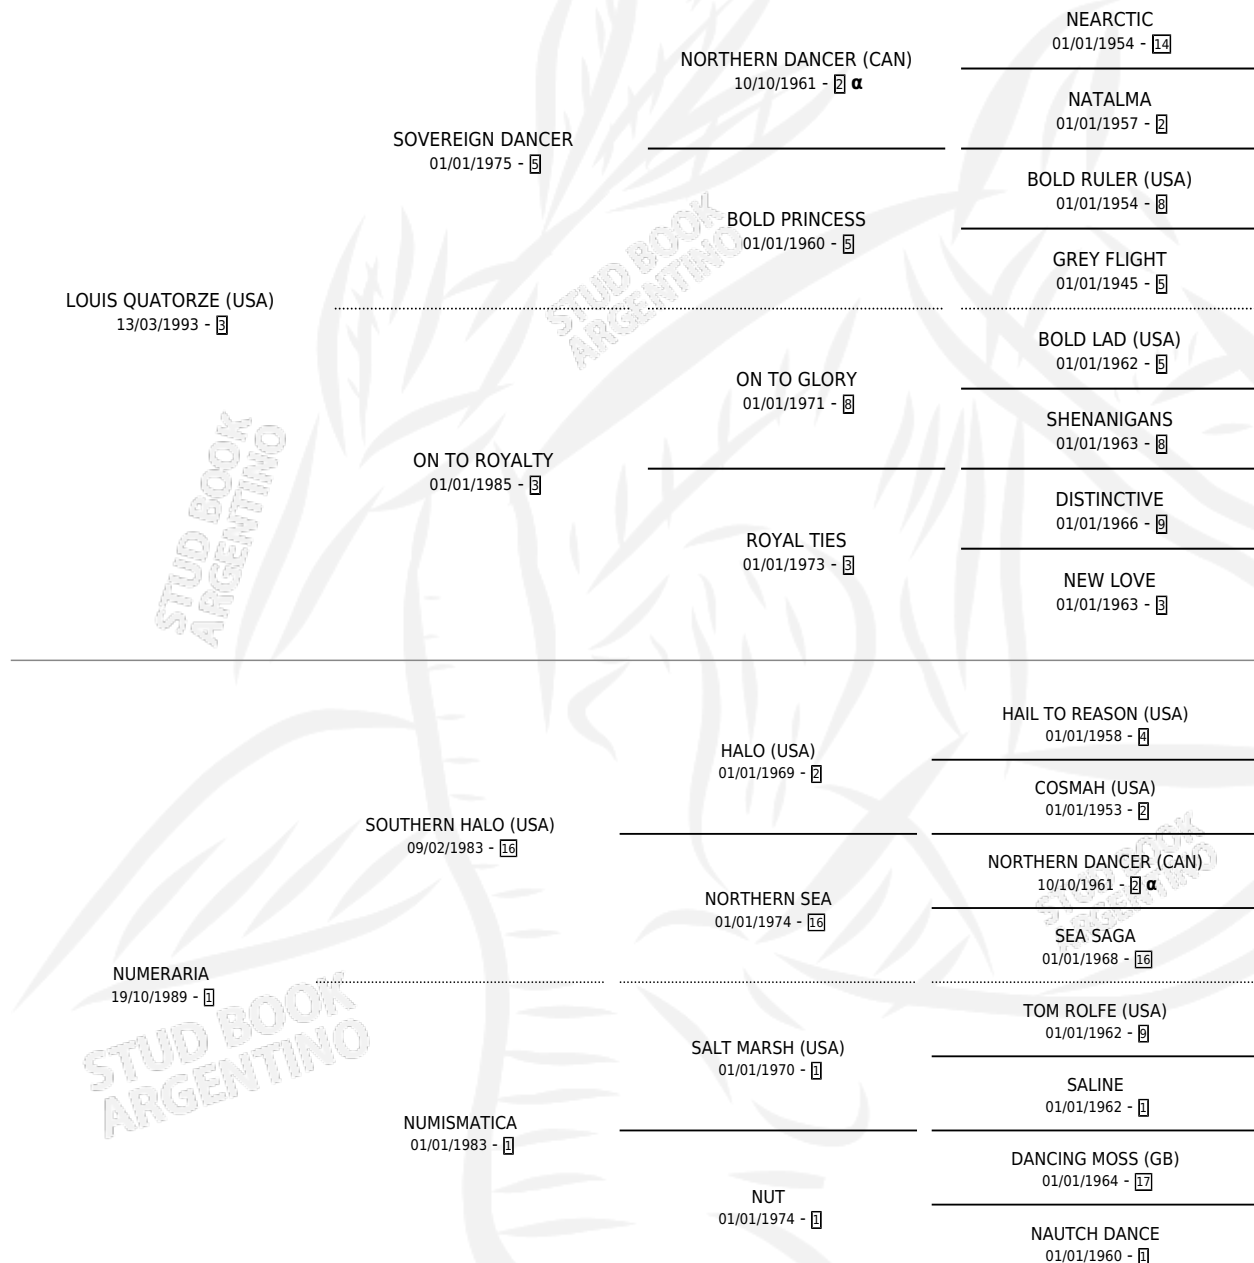 NEARCTIC
01/01/1954 - 14
NORTHERN DANCER (CAN)
10/10/1961 - 2 α
NATALMA
01/01/1957 - 2
SOVEREIGN DANCER
01/01/1975 - 5
BOLD RULER (USA)
01/01/1954 - 8
BOLD PRINCESS
01/01/1960 - 5
GREY FLIGHT
01/01/1945 - 5
LOUIS QUATORZE (USA)
13/03/1993 - 3
BOLD LAD (USA)
01/01/1962 - 5
ON TO GLORY
01/01/1971 - 8
SHENANIGANS
01/01/1963 - 8
ON TO ROYALTY
01/01/1985 - 3
DISTINCTIVE
01/01/1966 - 9
ROYAL TIES
01/01/1973 - 3
NEW LOVE
01/01/1963 - 3
HAIL TO REASON (USA)
01/01/1958 - 4
HALO (USA)
01/01/1969 - 2
COSMAH (USA)
01/01/1953 - 2
SOUTHERN HALO (USA)
09/02/1983 - 16
NORTHERN DANCER (CAN)
10/10/1961 - 2 α
NORTHERN SEA
01/01/1974 - 16
SEA SAGA
01/01/1968 - 16
NUMERARIA
19/10/1989 - 1
TOM ROLFE (USA)
01/01/1962 - 9
SALT MARSH (USA)
01/01/1970 - 1
SALINE
01/01/1962 - 1
NUMISMATICA
01/01/1983 - 1
DANCING MOSS (GB)
01/01/1964 - 17
NUT
01/01/1974 - 1
NAUTCH DANCE
01/01/1960 - 1
STUD BOOK
ARGENTINO
STUD BOOK
ARGENTINO
STUD BOOK
ARGENTINO
STUD BOOK
ARGENTINO